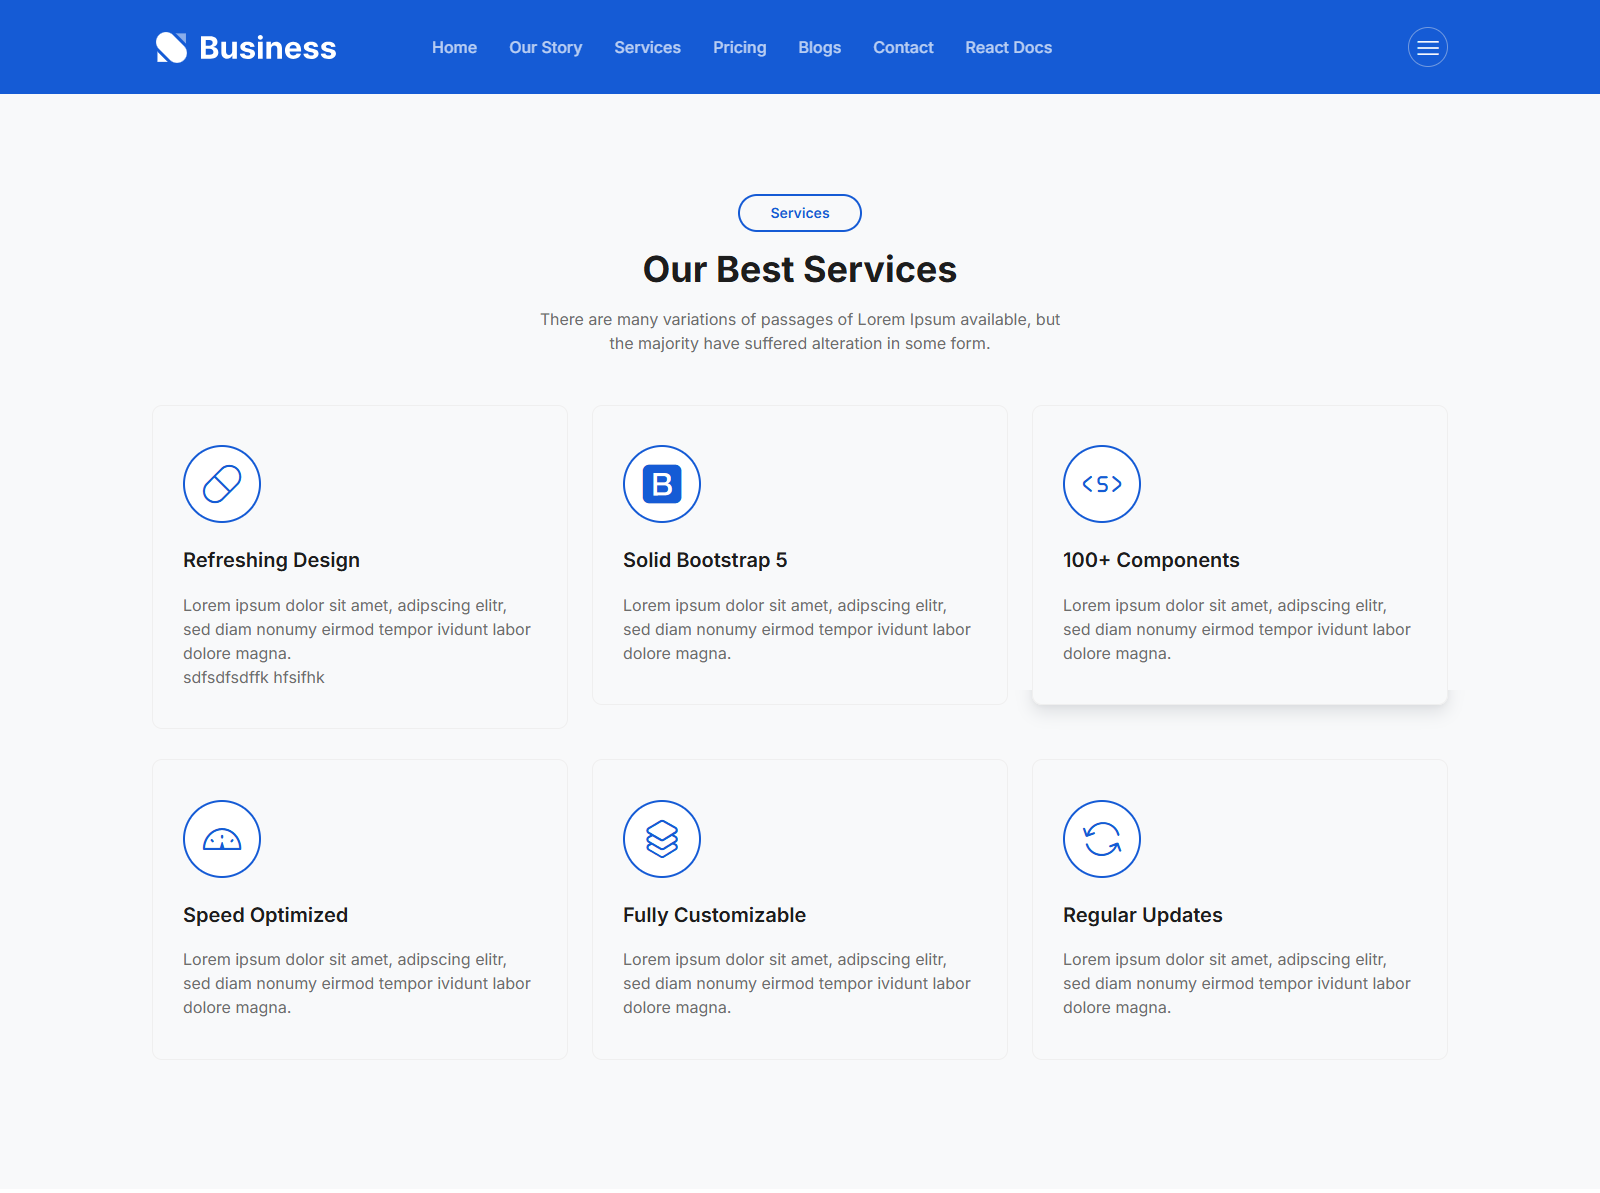 Business
Home Our Story Services Pricing Blogs Contact React Docs
Services
Our Best Services
There are many variations of passages of Lorem Ipsum available, but
the majority have suffered alteration in some form.
B
S
Refreshing Design
Lorem ipsum dolor sit amet, adipscing elitr,
sed diam nonumy eirmod tempor ividunt labor
dolore magna.
sdfsdfsdffk hfsifhk
Solid Bootstrap 5
Lorem ipsum dolor sit amet, adipscing elitr,
sed diam nonumy eirmod tempor ividunt labor
dolore magna.
100+ Components
Lorem ipsum dolor sit amet, adipscing elitr,
sed diam nonumy eirmod tempor ividunt labor
dolore magna.
Speed Optimized
Lorem ipsum dolor sit amet, adipscing elitr,
sed diam nonumy eirmod tempor ividunt labor
dolore magna.
Fully Customizable
Lorem ipsum dolor sit amet, adipscing elitr,
sed diam nonumy eirmod tempor ividunt labor
dolore magna.
Regular Updates
Lorem ipsum dolor sit amet, adipscing elitr,
sed diam nonumy eirmod tempor ividunt labor
dolore magna.